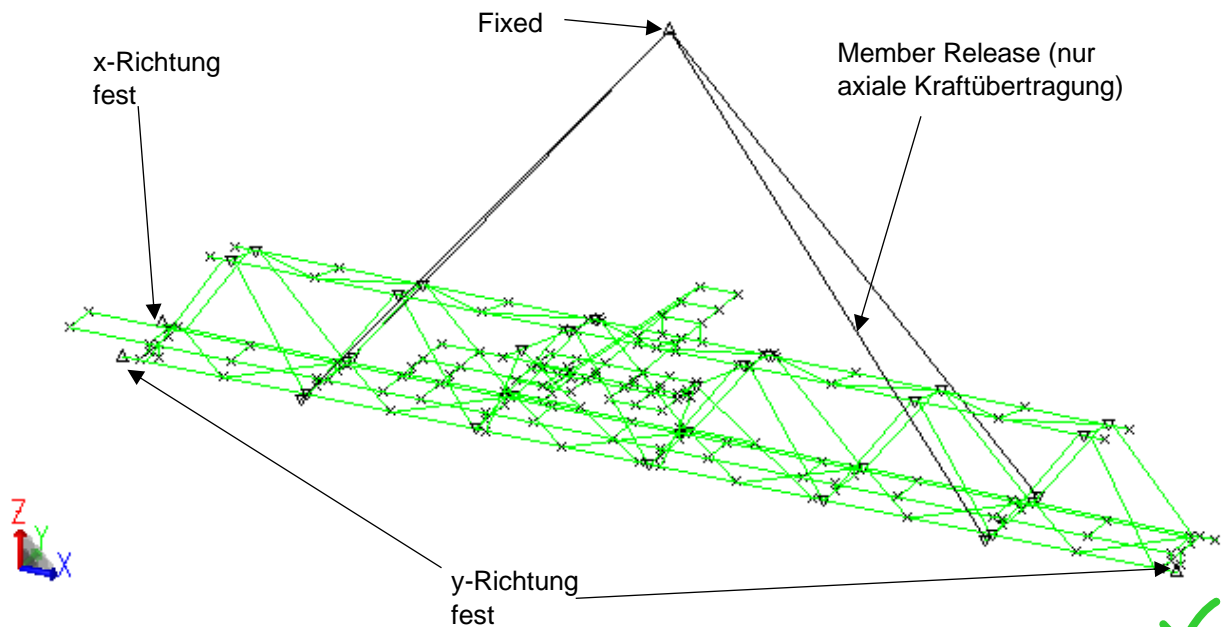 Fixed
x-Richtung
fest
Member Release (nur
axiale Kraftübertragung)
Z
Y
X
y-Richtung
fest